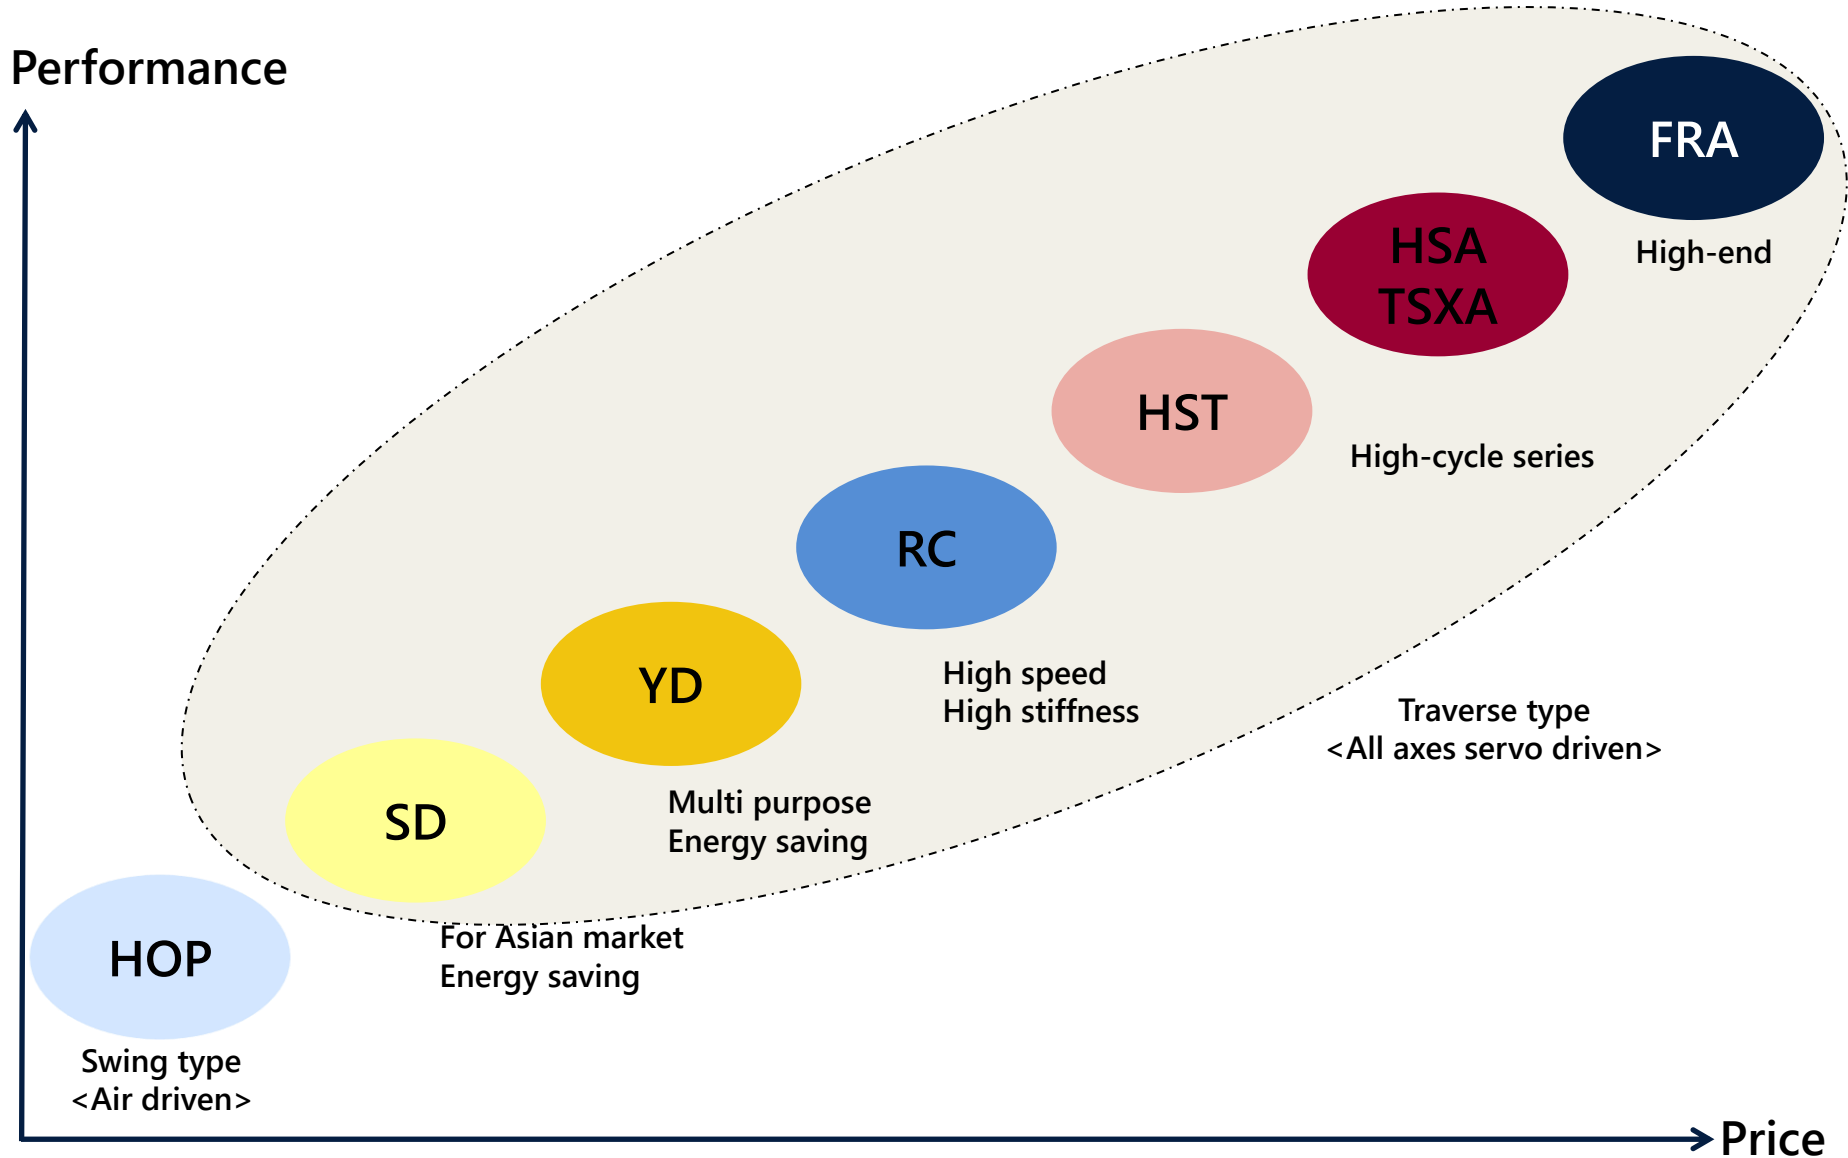 Performance
FRA
High-end
HSA
TSXA
HST
High-cycle series
RC
High speed
High stiffness
Traverse type
<All axes servo driven>
YD
Multi purpose
Energy saving
SD
For Asian market
Energy saving
HOP
Swing type
<Air driven>
Price